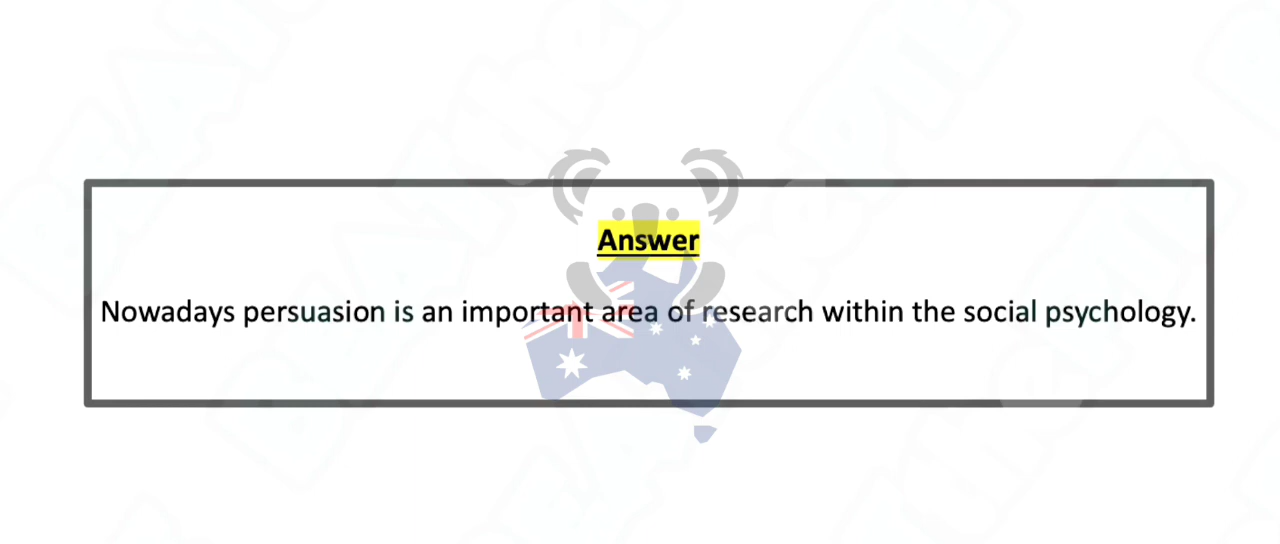 Answer
Nowadays persuasion is an important area of research within the social psychology.